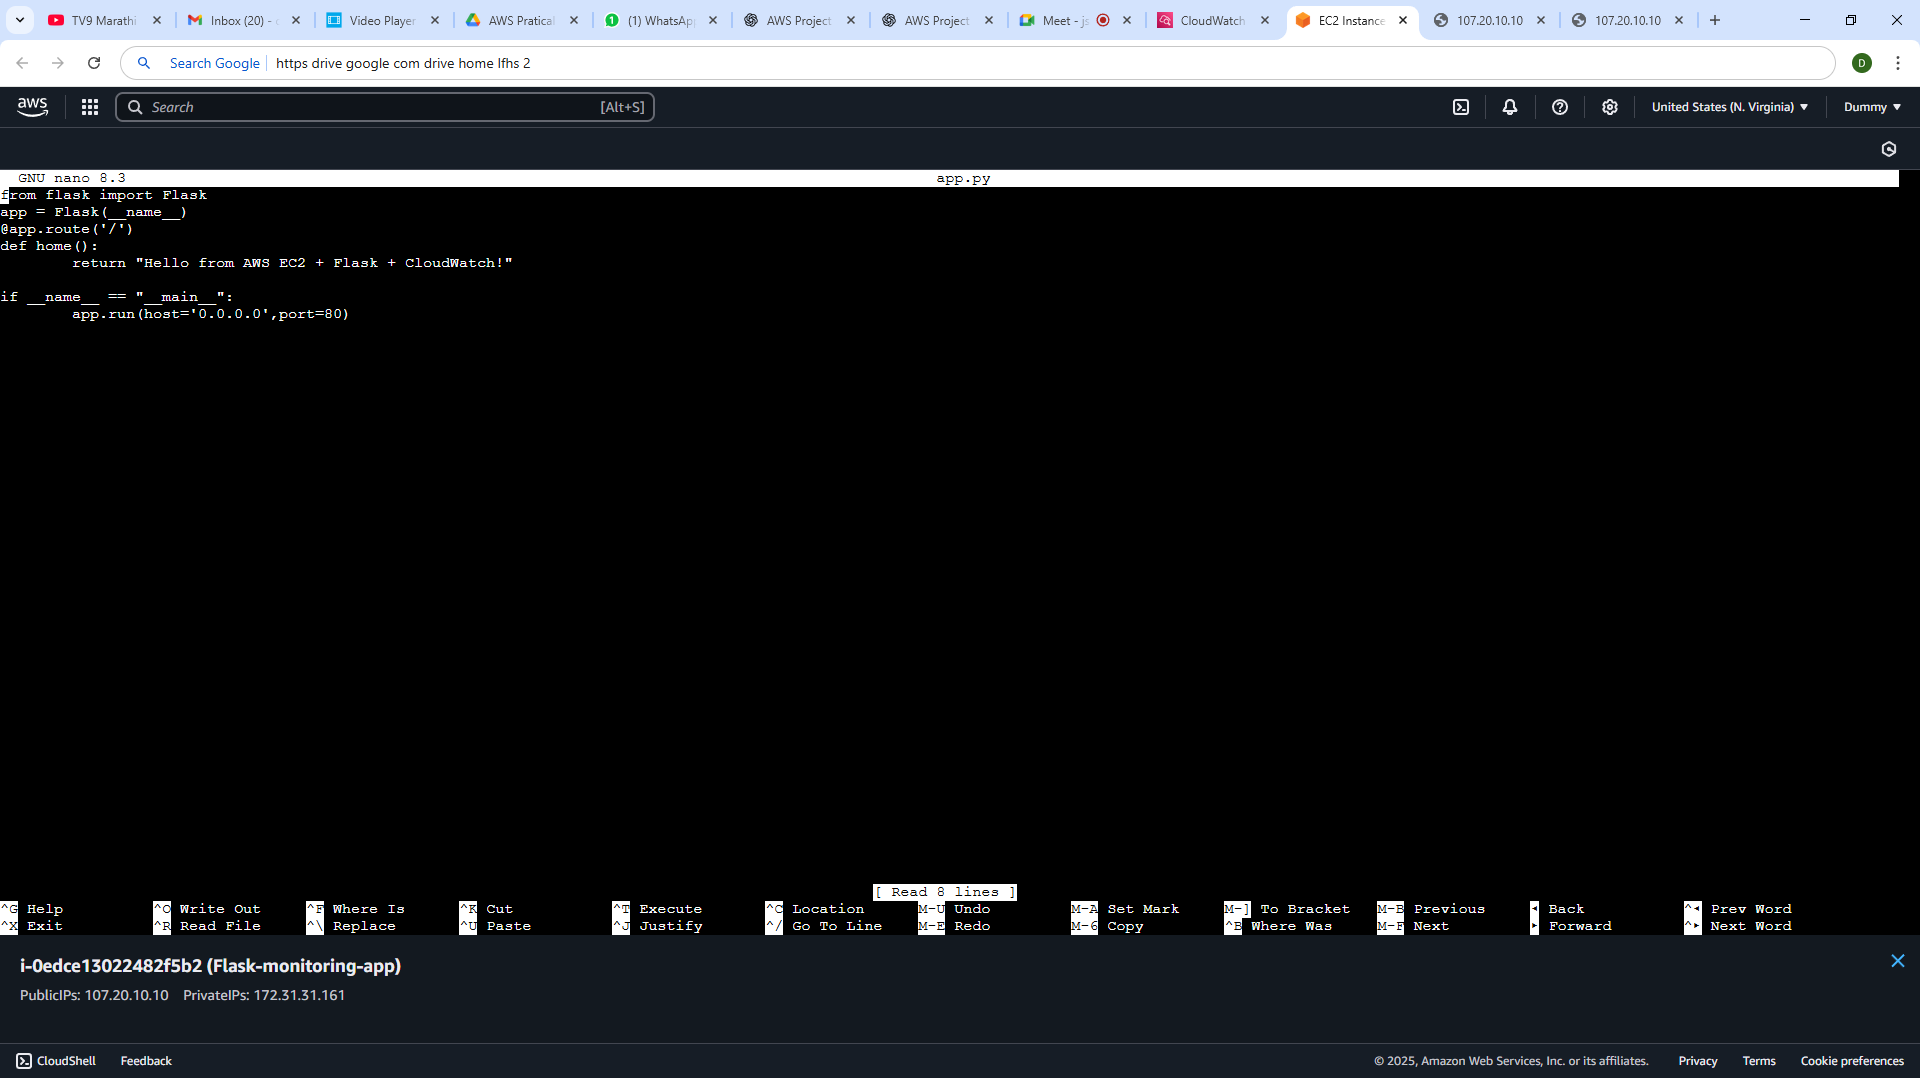 TV9 Marathi
Inbox (20) - c
Video Player
AWS Pratical
(1) WhatsAp
AWS Project
AWS Project
Meet - js
CloudWatch
EC2 Instance
107.20.10.10
107.20.10.10
Search Google
https drive google com drive home lfhs 2
D
aws
Search
[Alt+S]
United States (N. Virginia)
Dummy
GNU nano 8.3
app.py
from flask import Flask
app = Flask(__name__)
@app.route('/')
def home():
        return "Hello from AWS EC2 + Flask + CloudWatch!"
if __name__ == "__main__":
        app.run(host='0.0.0.0',port=80)
[ Read 8 lines ]
^G Help ^O Write Out ^F Where Is ^K Cut ^T Execute ^C Location M-U Undo M-A Set Mark M-] To Bracket M-B Previous ◂ Back ^◂ Prev Word
^X Exit ^R Read File ^\ Replace ^U Paste ^J Justify ^/ Go To Line M-E Redo M-6 Copy ^B Where Was M-F Next ▸ Forward ^▸ Next Word
i-0edce13022482f5b2 (Flask-monitoring-app)
PublicIPs: 107.20.10.10 PrivateIPs: 172.31.31.161
CloudShell Feedback
© 2025, Amazon Web Services, Inc. or its affiliates. Privacy Terms Cookie preferences